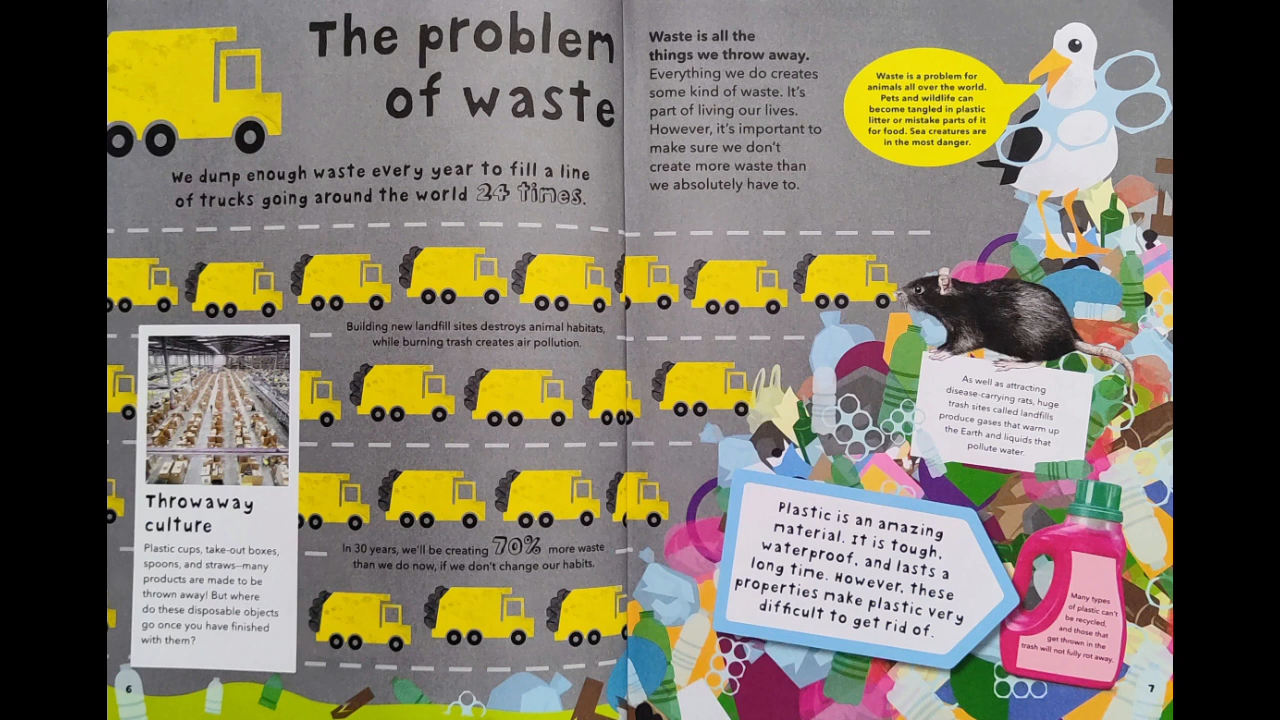 The problem
of waste
We dump enough waste every year to fill a line
of trucks going around the world 24 times.
Building new landfill sites destroys animal habitats,
while burning trash creates air pollution.
Throwaway
culture
Plastic cups, take-out boxes,
spoons, and straws—many
products are made to be
thrown away! But where
do these disposable objects
go once you have finished
with them?
In 30 years, we'll be creating 70% more waste
than we do now, if we don't change our habits.
6
Waste is all the
things we throw away.
Everything we do creates
some kind of waste. It's
part of living our lives.
However, it's important to
make sure we don't
create more waste than
we absolutely have to.
Waste is a problem for
animals all over the world.
Pets and wildlife can
become tangled in plastic
litter or mistake parts of it
for food. Sea creatures are
in the most danger.
As well as attracting
disease-carrying rats, huge
trash sites called landfills
produce gases that warm up
the Earth and liquids that
pollute water.
Plastic is an amazing
material. It is tough,
waterproof, and lasts a
long time. However, these
properties make plastic very
difficult to get rid of.
Many types
of plastic can't
be recycled,
and those that
get thrown in the
trash will not fully rot away.
7